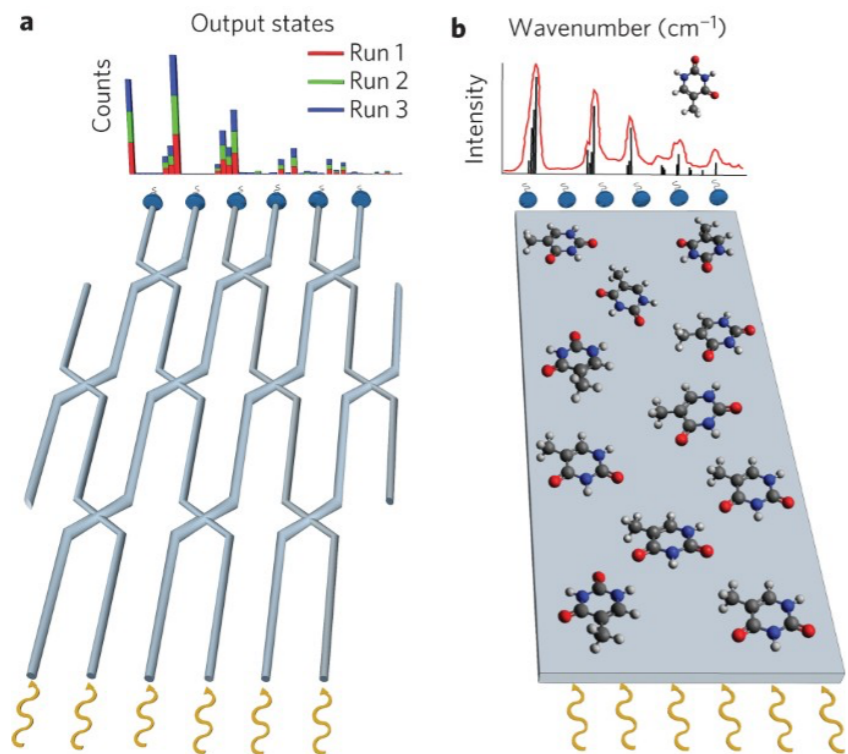 a
Output states
Counts
Run 1
Run 2
Run 3
b
Wavenumber (cm⁻¹)
Intensity